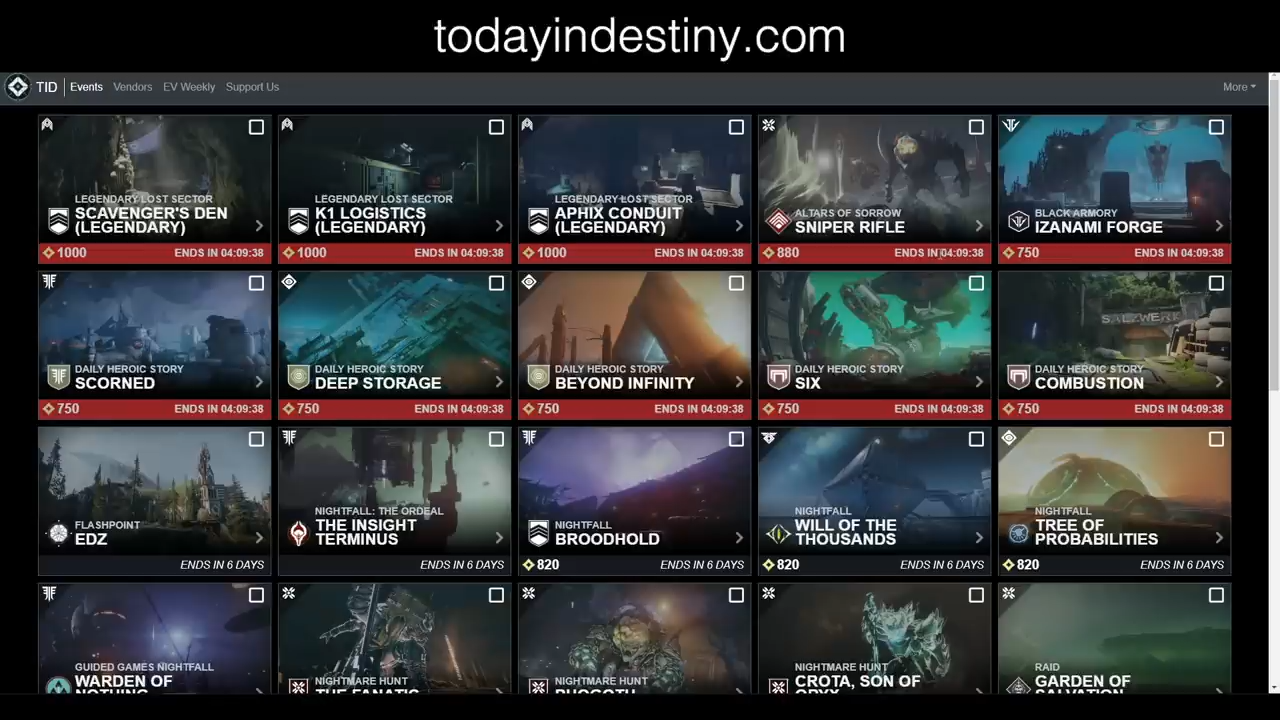 todayindestiny.com
TID Events Vendors EV Weekly Support Us More
LEGENDARY LOST SECTOR
SCAVENGER'S DEN
(LEGENDARY)
1000 ENDS IN 04:09:38
LEGENDARY LOST SECTOR
K1 LOGISTICS
(LEGENDARY)
1000 ENDS IN 04:09:38
LEGENDARY LOST SECTOR
APHIX CONDUIT
(LEGENDARY)
1000 ENDS IN 04:09:38
ALTARS OF SORROW
SNIPER RIFLE
880 ENDS IN 04:09:38
BLACK ARMORY
IZANAMI FORGE
750 ENDS IN 04:09:38
DAILY HEROIC STORY
SCORNED
750 ENDS IN 04:09:38
DAILY HEROIC STORY
DEEP STORAGE
750 ENDS IN 04:09:38
DAILY HEROIC STORY
BEYOND INFINITY
750 ENDS IN 04:09:38
DAILY HEROIC STORY
SIX
750 ENDS IN 04:09:38
SALZWERK
DAILY HEROIC STORY
COMBUSTION
750 ENDS IN 04:09:38
FLASHPOINT
EDZ
ENDS IN 6 DAYS
NIGHTFALL: THE ORDEAL
THE INSIGHT
TERMINUS
ENDS IN 6 DAYS
NIGHTFALL
BROODHOLD
820 ENDS IN 6 DAYS
NIGHTFALL
WILL OF THE
THOUSANDS
820 ENDS IN 6 DAYS
NIGHTFALL
TREE OF
PROBABILITIES
820 ENDS IN 6 DAYS
GUIDED GAMES NIGHTFALL
WARDEN OF
NOTHING
NIGHTMARE HUNT
THE FANATIC
NIGHTMARE HUNT
PHOGOTH
NIGHTMARE HUNT
CROTA, SON OF
ORYX
RAID
GARDEN OF
SALVATION